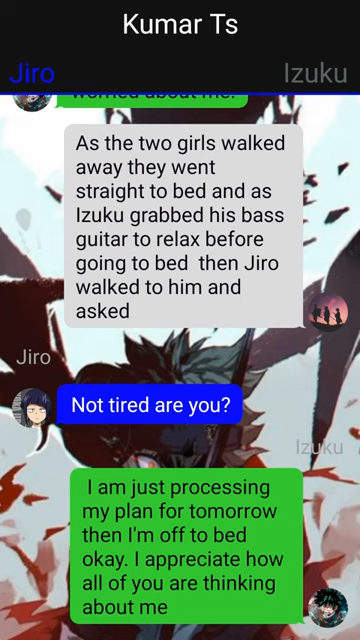 Kumar Ts
Jiro
Izuku
worried about me.
As the two girls walked
away they went
straight to bed and as
Izuku grabbed his bass
guitar to relax before
going to bed  then Jiro
walked to him and
asked
Jiro
Not tired are you?
Izuku
I am just processing
my plan for tomorrow
then I'm off to bed
okay. I appreciate how
all of you are thinking
about me